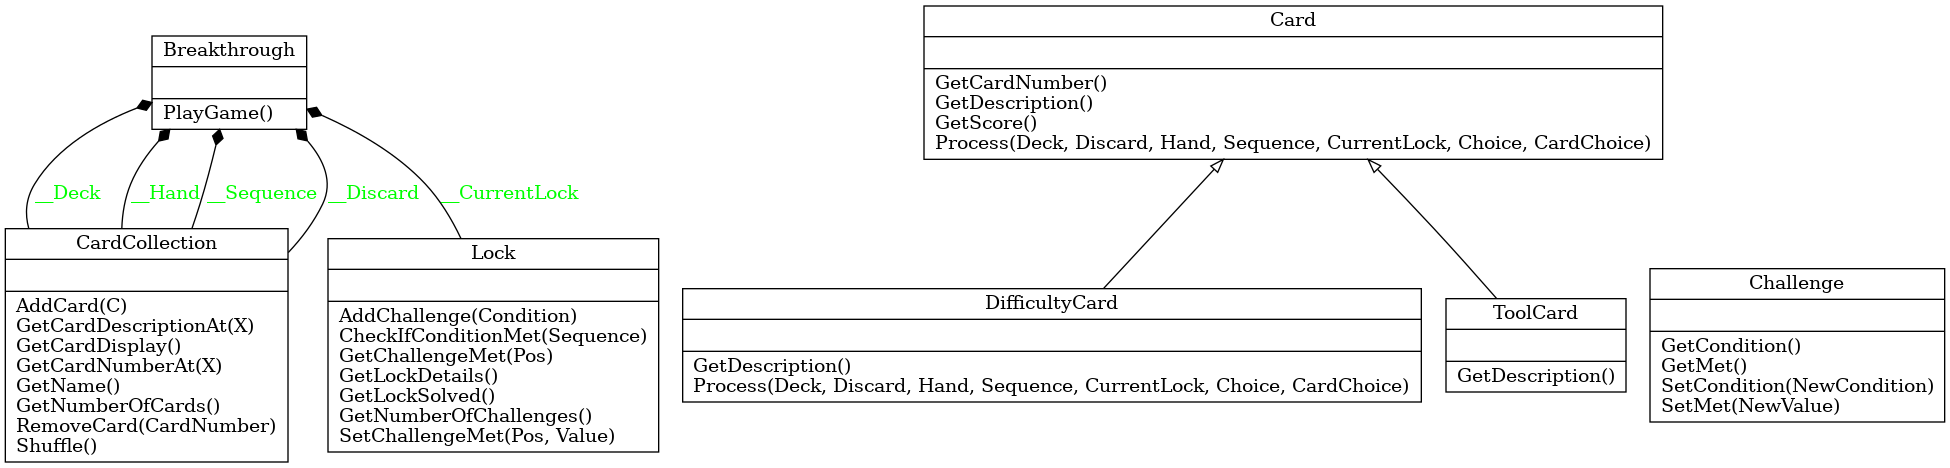 Breakthrough
PlayGame()
__Deck
__Hand
__Sequence
__Discard
__CurrentLock
CardCollection
AddCard(C)
GetCardDescriptionAt(X)
GetCardDisplay()
GetCardNumberAt(X)
GetName()
GetNumberOfCards()
RemoveCard(CardNumber)
Shuffle()
Lock
AddChallenge(Condition)
CheckIfConditionMet(Sequence)
GetChallengeMet(Pos)
GetLockDetails()
GetLockSolved()
GetNumberOfChallenges()
SetChallengeMet(Pos, Value)
Card
GetCardNumber()
GetDescription()
GetScore()
Process(Deck, Discard, Hand, Sequence, CurrentLock, Choice, CardChoice)
DifficultyCard
GetDescription()
Process(Deck, Discard, Hand, Sequence, CurrentLock, Choice, CardChoice)
ToolCard
GetDescription()
Challenge
GetCondition()
GetMet()
SetCondition(NewCondition)
SetMet(NewValue)